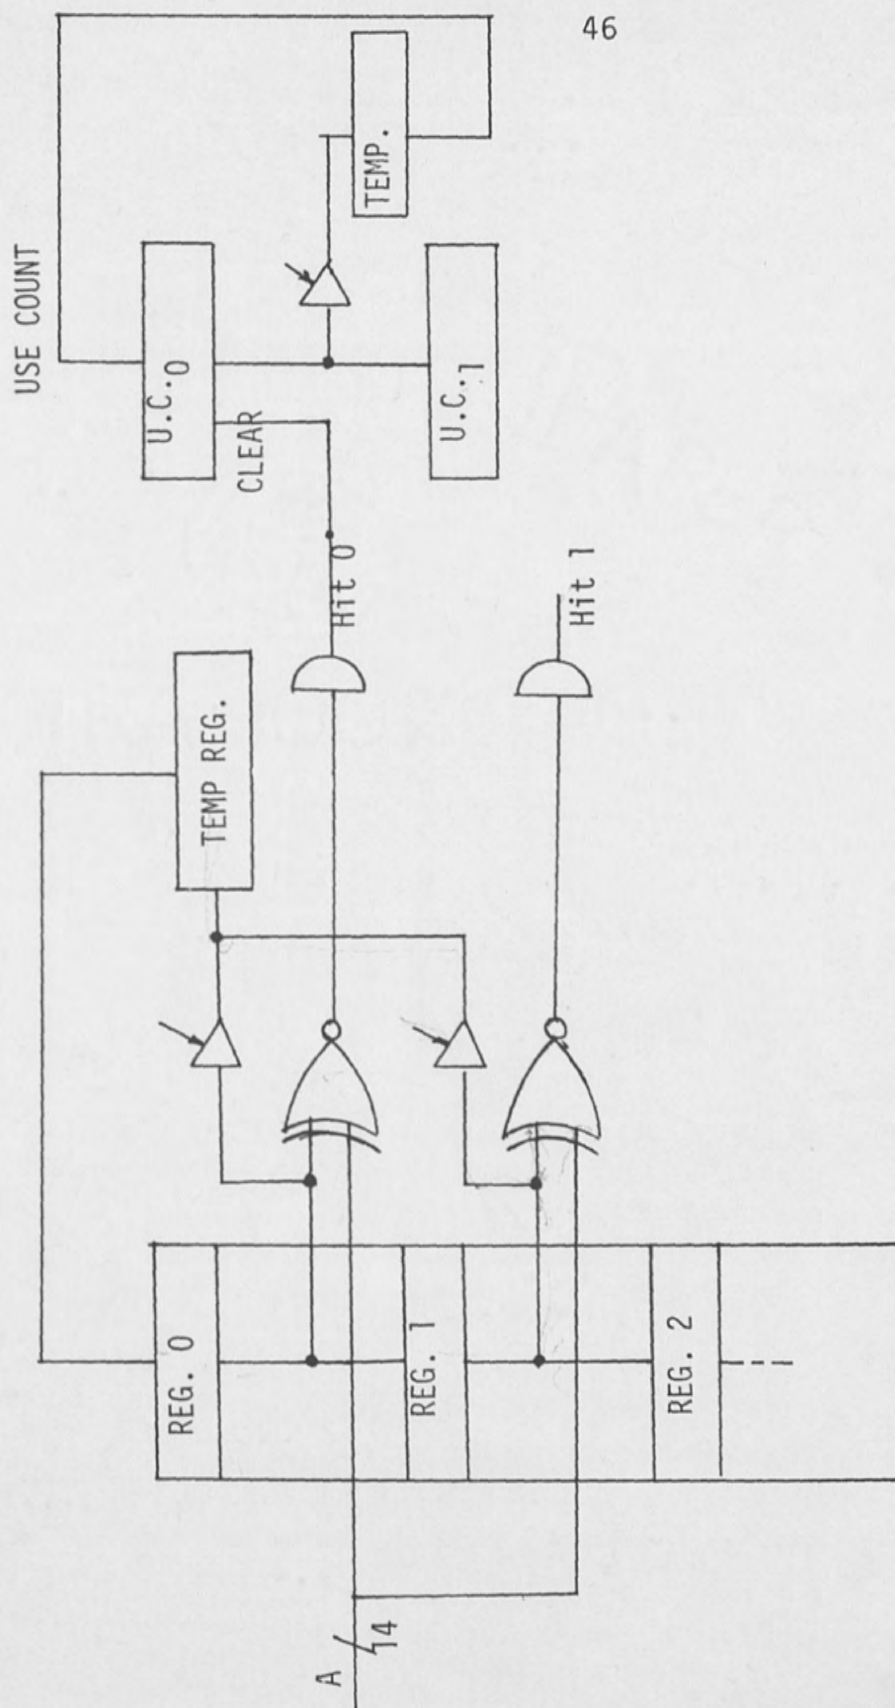 46
USE COUNT
U.C.0
CLEAR
TEMP.
U.C.1
Hit 0
Hit 1
TEMP REG.
REG. 0
REG. 1
REG. 2
A
14